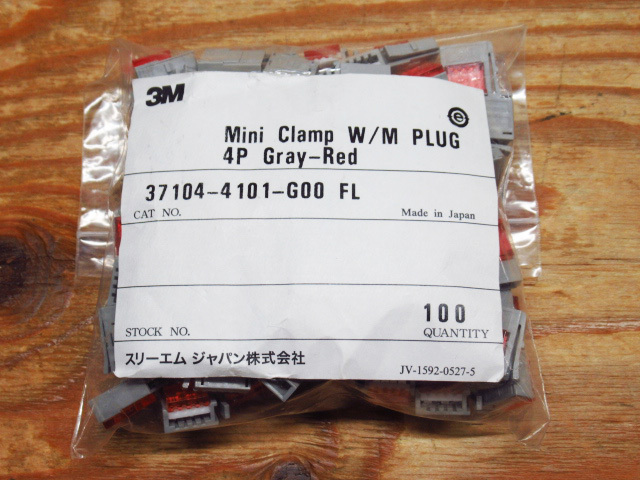 3M
e
Mini Clamp W/M PLUG
4P Gray-Red
37104-4101-G00 FL
CAT NO.
Made in Japan
100
STOCK NO.
QUANTITY
スリーエム ジャパン株式会社
JV-1592-0527-5